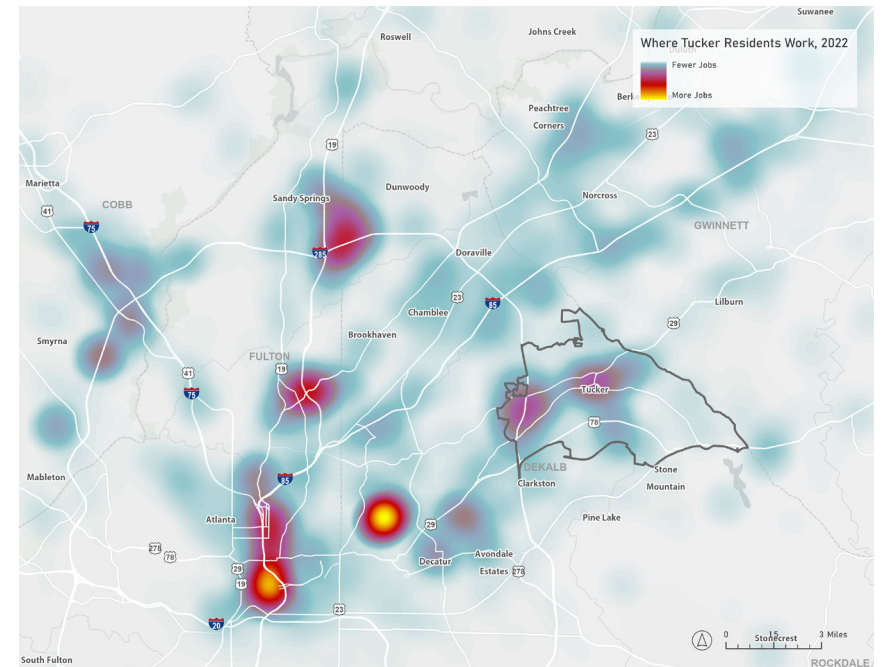 Suwanee
Roswell
Johns Creek
Where Tucker Residents Work, 2022
Duluth
Fewer Jobs
More Jobs
Peachtree
Corners
23
19
Marietta
Sandy Springs
Dunwoody
Norcross
COBB
41
75
GWINNETT
285
Doraville
23
85
Chamblee
Lilburn
29
Smyrna
Brookhaven
FULTON
19
41
75
Tucker
78
DEKALB
Stone
Mountain
Mableton
85
Clarkston
Atlanta
29
Pine Lake
278
78
Avondale
Decatur
Estates
278
29
19
23
20
0 1.5 3 Miles
Stonecrest
South Fulton
ROCKDALE